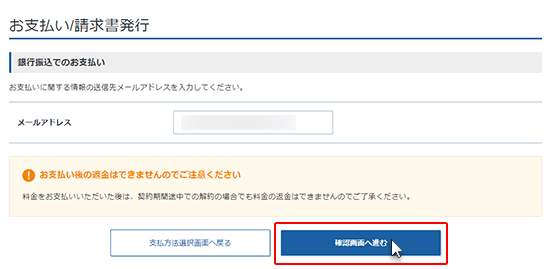 お支払い/請求書発行
銀行振込でのお支払い
お支払いに関する情報の送信先メールアドレスを入力してください。
メールアドレス
お支払い後の返金はできませんのでご注意ください
料金をお支払いいただいた後は、契約期間途中での解約の場合でも料金の返金はできませんのでご了承ください。
支払方法選択画面へ戻る
確認画面へ進む